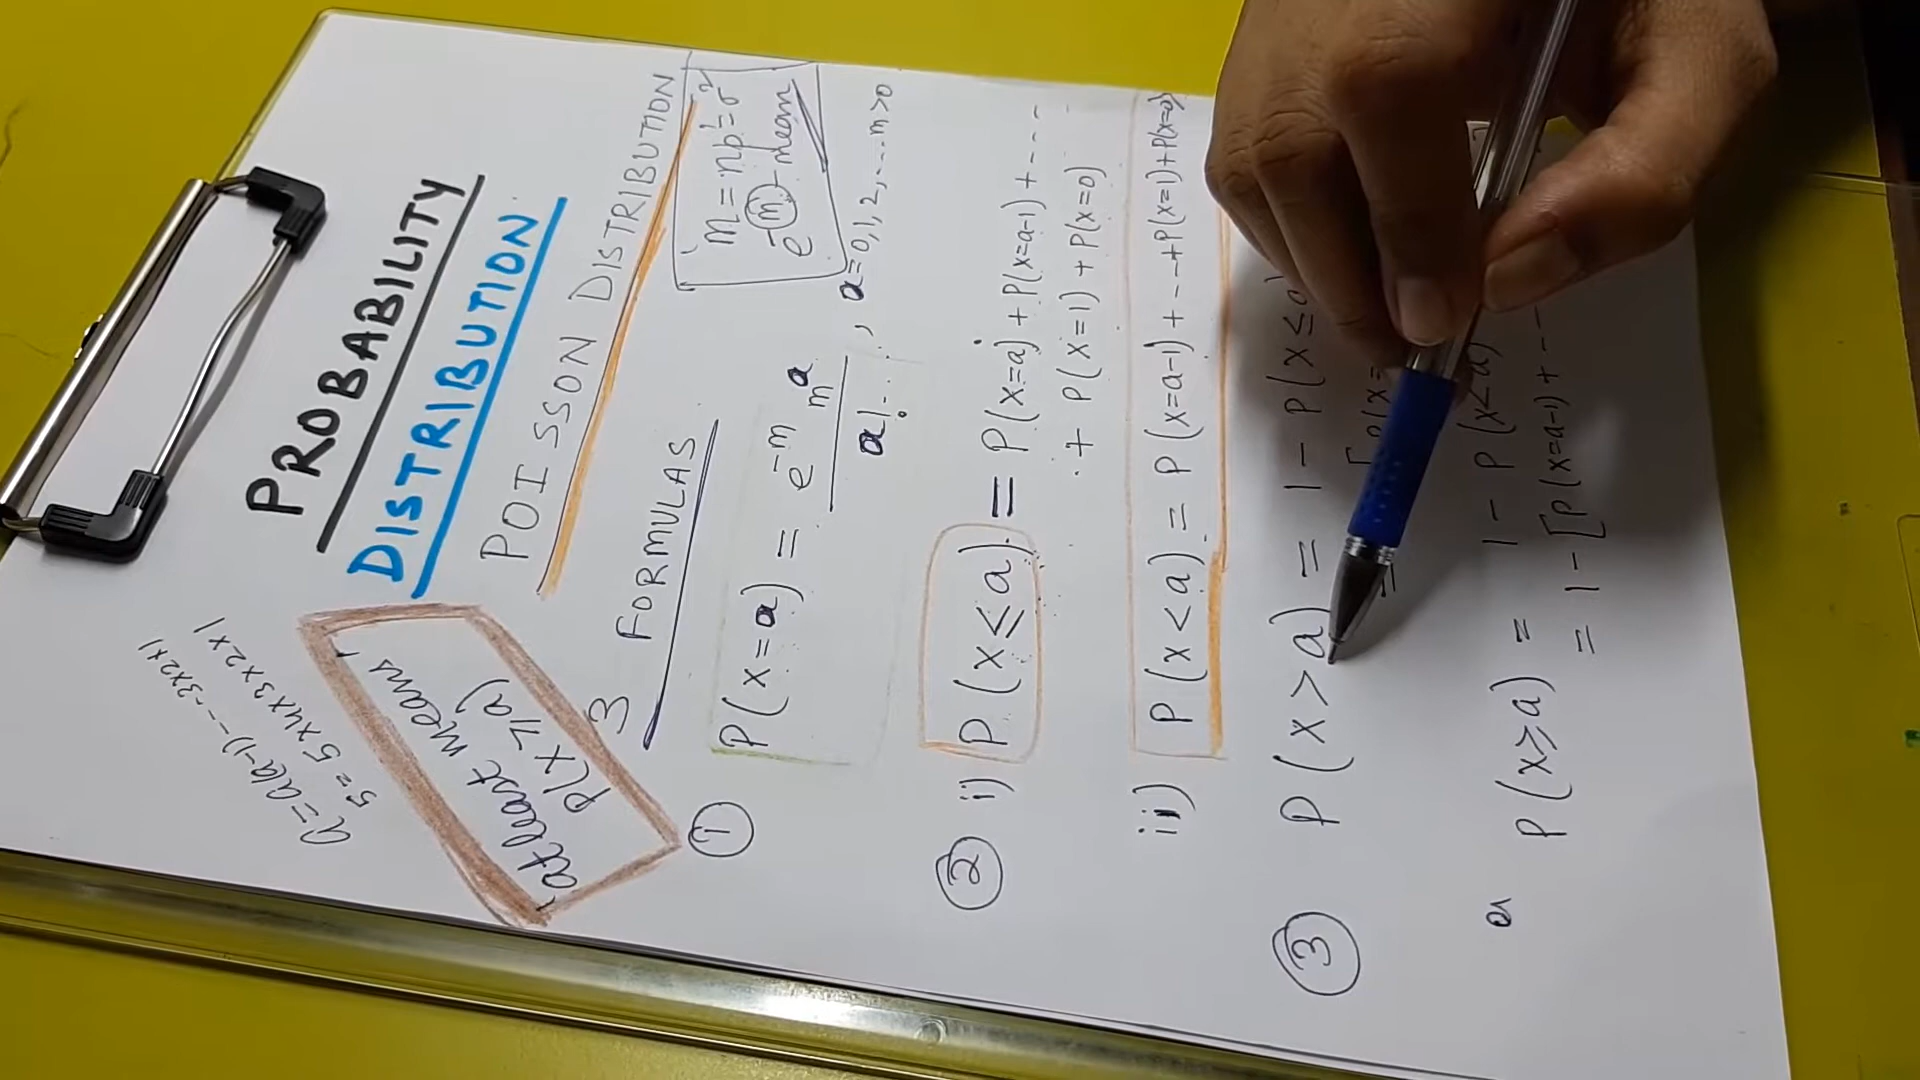 PROBABILITY
DISTRIBUTION
POISSON DISTRIBUTION
a = a(a-1)---3x2x1
5 = 5x4x3x2x1
atleast means
P(x ⩾ a)
m = np = σ²
e^-m - mean
3 FORMULAS
① P(x=a) = e^-m m^a / a! , a=0,1,2,...m>0
② i) P(x≤a) = P(x=a) + P(x=a-1) + ---
+ P(x=1) + P(x=0)
ii) P(x<a) = P(x=a-1) + --+P(x=1)+P(x=0)
③ P(x>a) = 1 - P(x≤a)
= [P(x=
P(x≥a) = 1 - P(x<a)
= 1 - [P(x=a-1) + ---